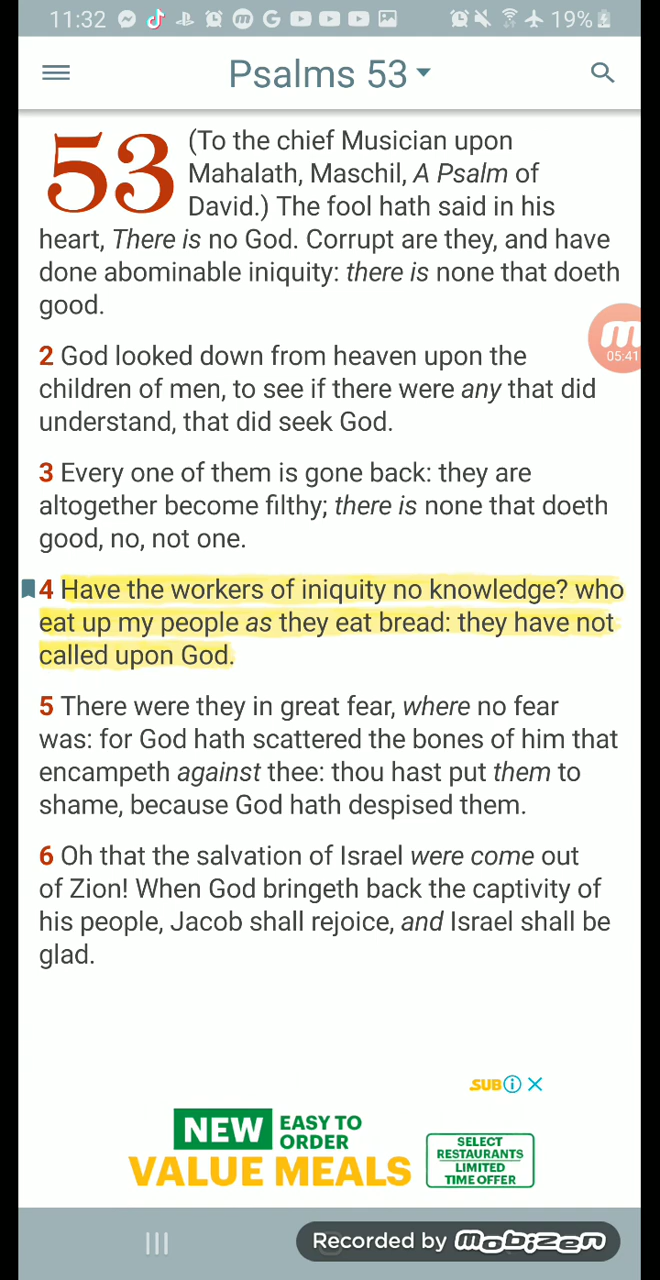 11:32
19%
Psalms 53
53 (To the chief Musician upon
Mahalath, Maschil, A Psalm of
David.) The fool hath said in his
heart, There is no God. Corrupt are they, and have
done abominable iniquity: there is none that doeth
good.
05:41
2 God looked down from heaven upon the
children of men, to see if there were any that did
understand, that did seek God.
3 Every one of them is gone back: they are
altogether become filthy; there is none that doeth
good, no, not one.
4 Have the workers of iniquity no knowledge? who
eat up my people as they eat bread: they have not
called upon God.
5 There were they in great fear, where no fear
was: for God hath scattered the bones of him that
encampeth against thee: thou hast put them to
shame, because God hath despised them.
6 Oh that the salvation of Israel were come out
of Zion! When God bringeth back the captivity of
his people, Jacob shall rejoice, and Israel shall be
glad.
SUB
NEW EASY TO
ORDER
VALUE MEALS
SELECT
RESTAURANTS
LIMITED
TIME OFFER
Recorded by mobizen